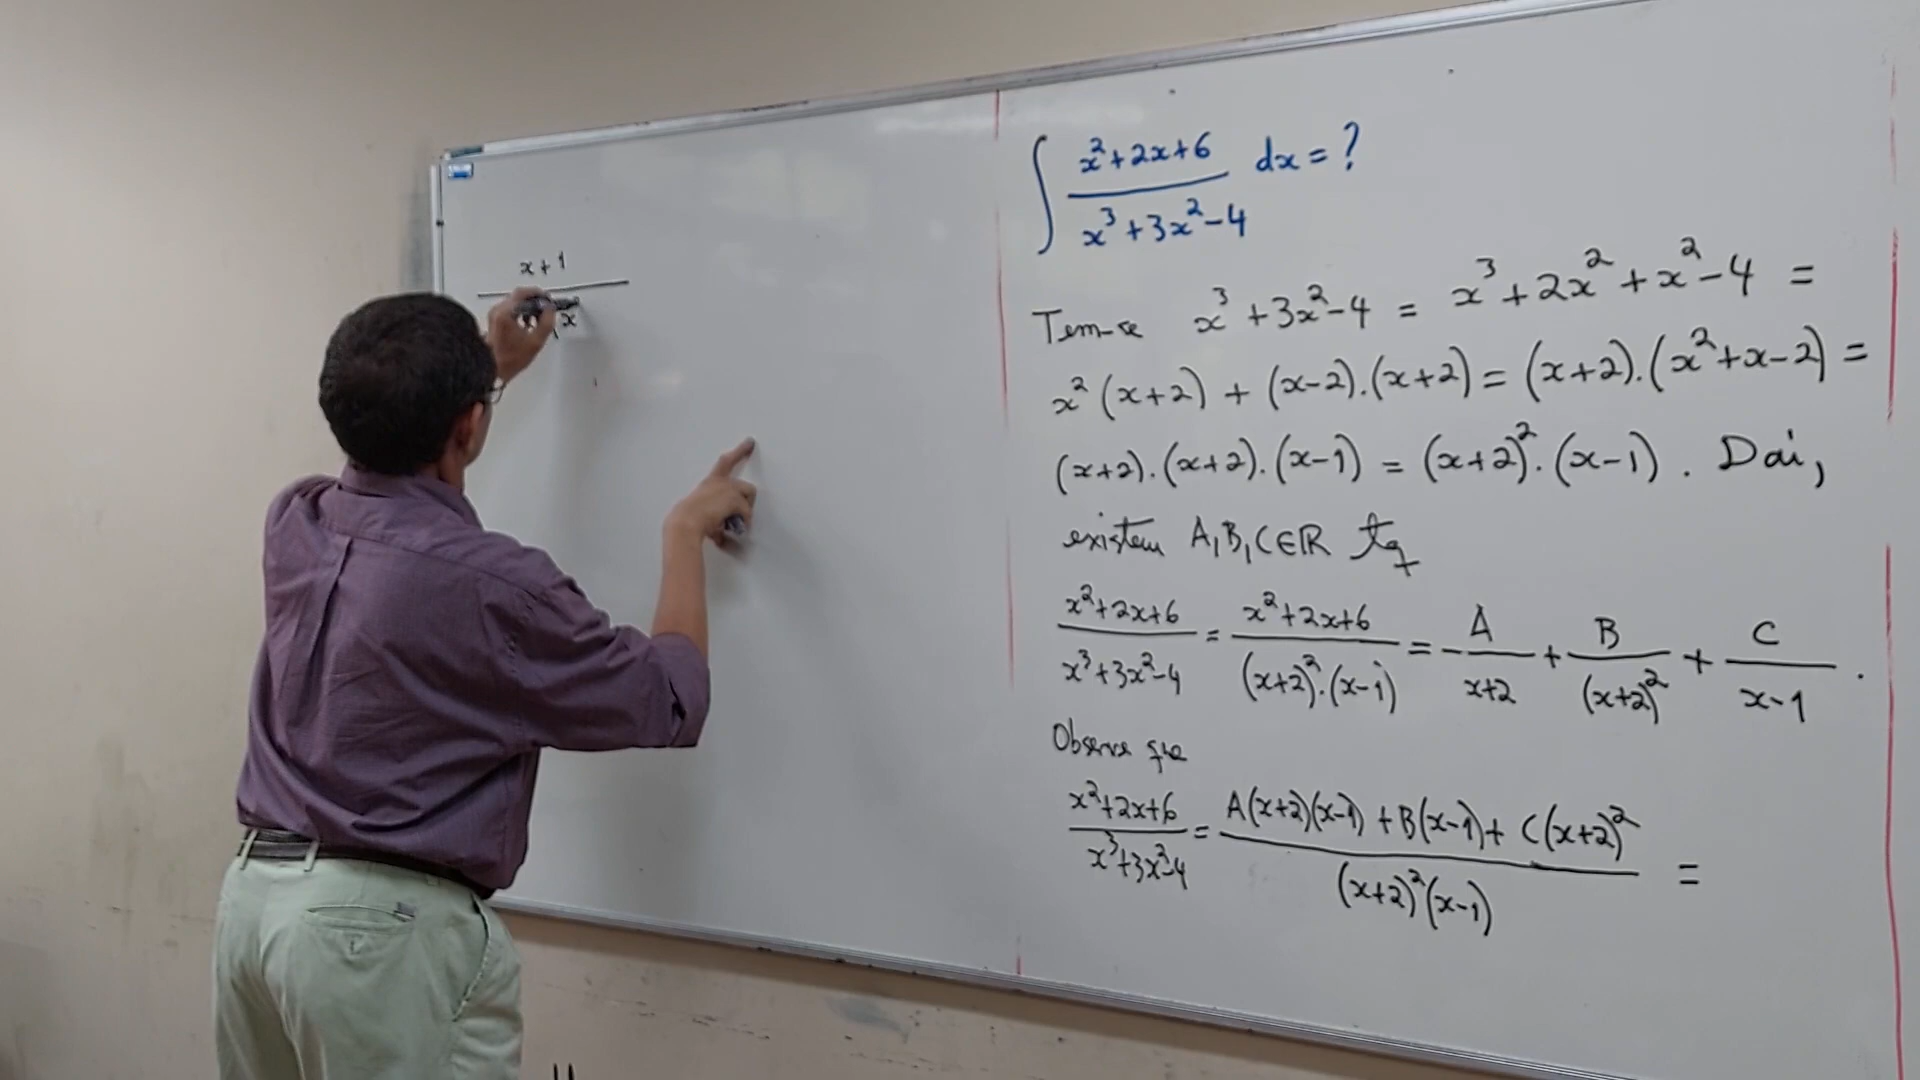 x+1
x
∫ x²+2x+6 / x³+3x²-4 dx = ?
Tem-se x³+3x²-4 = x³+2x²+x²-4 =
x²(x+2) + (x-2).(x+2) = (x+2).(x²+x-2) =
(x+2).(x+2).(x-1) = (x+2)².(x-1). Daí,
existem A,B,C∈ℝ tq
x²+2x+6 / x³+3x²-4 = x²+2x+6 / (x+2)².(x-1) = A / x+2 + B / (x+2)² + C / x-1 .
Observe que
x²+2x+6 / x³+3x²-4 = A(x+2)(x-1) + B(x-1) + C(x+2)² / (x+2)²(x-1) =